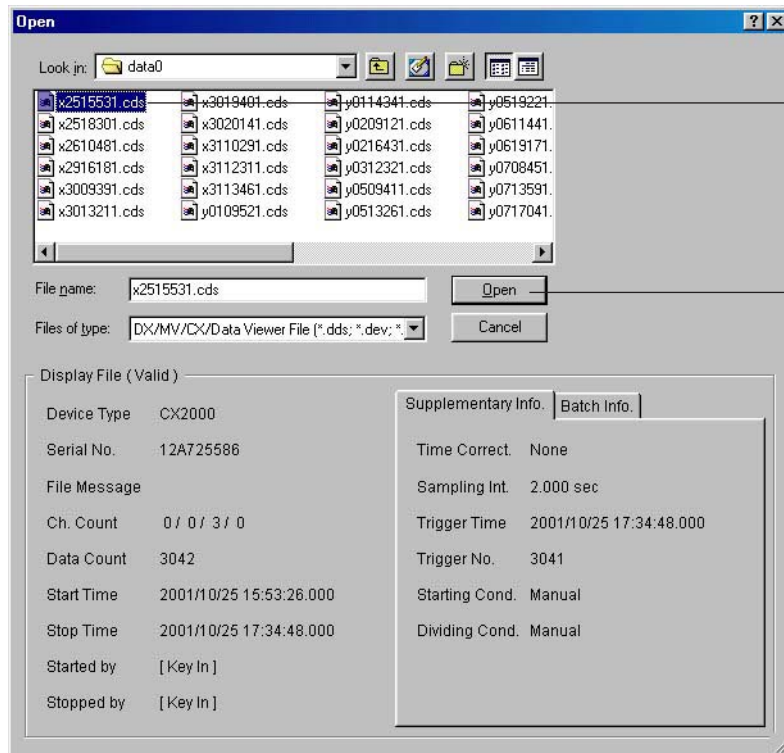 Open
Look in: data0
x2515531.cds x3019401.cds y0114341.cds y0519221.
x2518301.cds x3020141.cds y0209121.cds y0611441.
x2610481.cds x3110291.cds y0216431.cds y0619171.
x2916181.cds x3112311.cds y0312321.cds y0708451.
x3009391.cds x3113461.cds y0509411.cds y0713591.
x3013211.cds y0109521.cds y0513261.cds y0717041.
File name: x2515531.cds Open
Files of type: DX/MV/CX/Data Viewer File (*.dds; *.dev; *. Cancel
Display File ( Valid )
Device Type CX2000
Serial No. 12A725586
File Message
Ch. Count 0 / 0 / 3 / 0
Data Count 3042
Start Time 2001/10/25 15:53:26.000
Stop Time 2001/10/25 17:34:48.000
Started by [ Key In ]
Stopped by [ Key In ]
Supplementary Info. Batch Info.
Time Correct. None
Sampling Int. 2.000 sec
Trigger Time 2001/10/25 17:34:48.000
Trigger No. 3041
Starting Cond. Manual
Dividing Cond. Manual